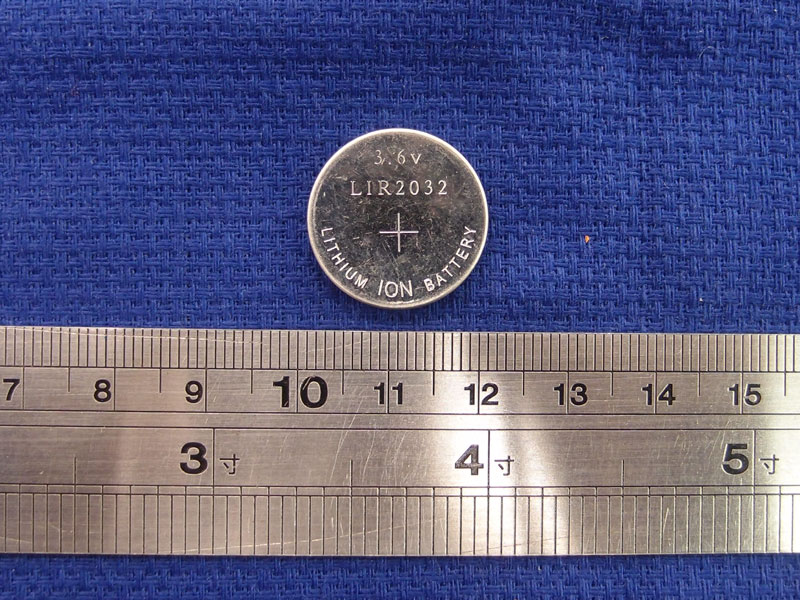 3.6v
LIR2032
+
LITHIUM ION BATTERY
7 8 9 10 11 12 13 14 15
3寸 4寸 5寸